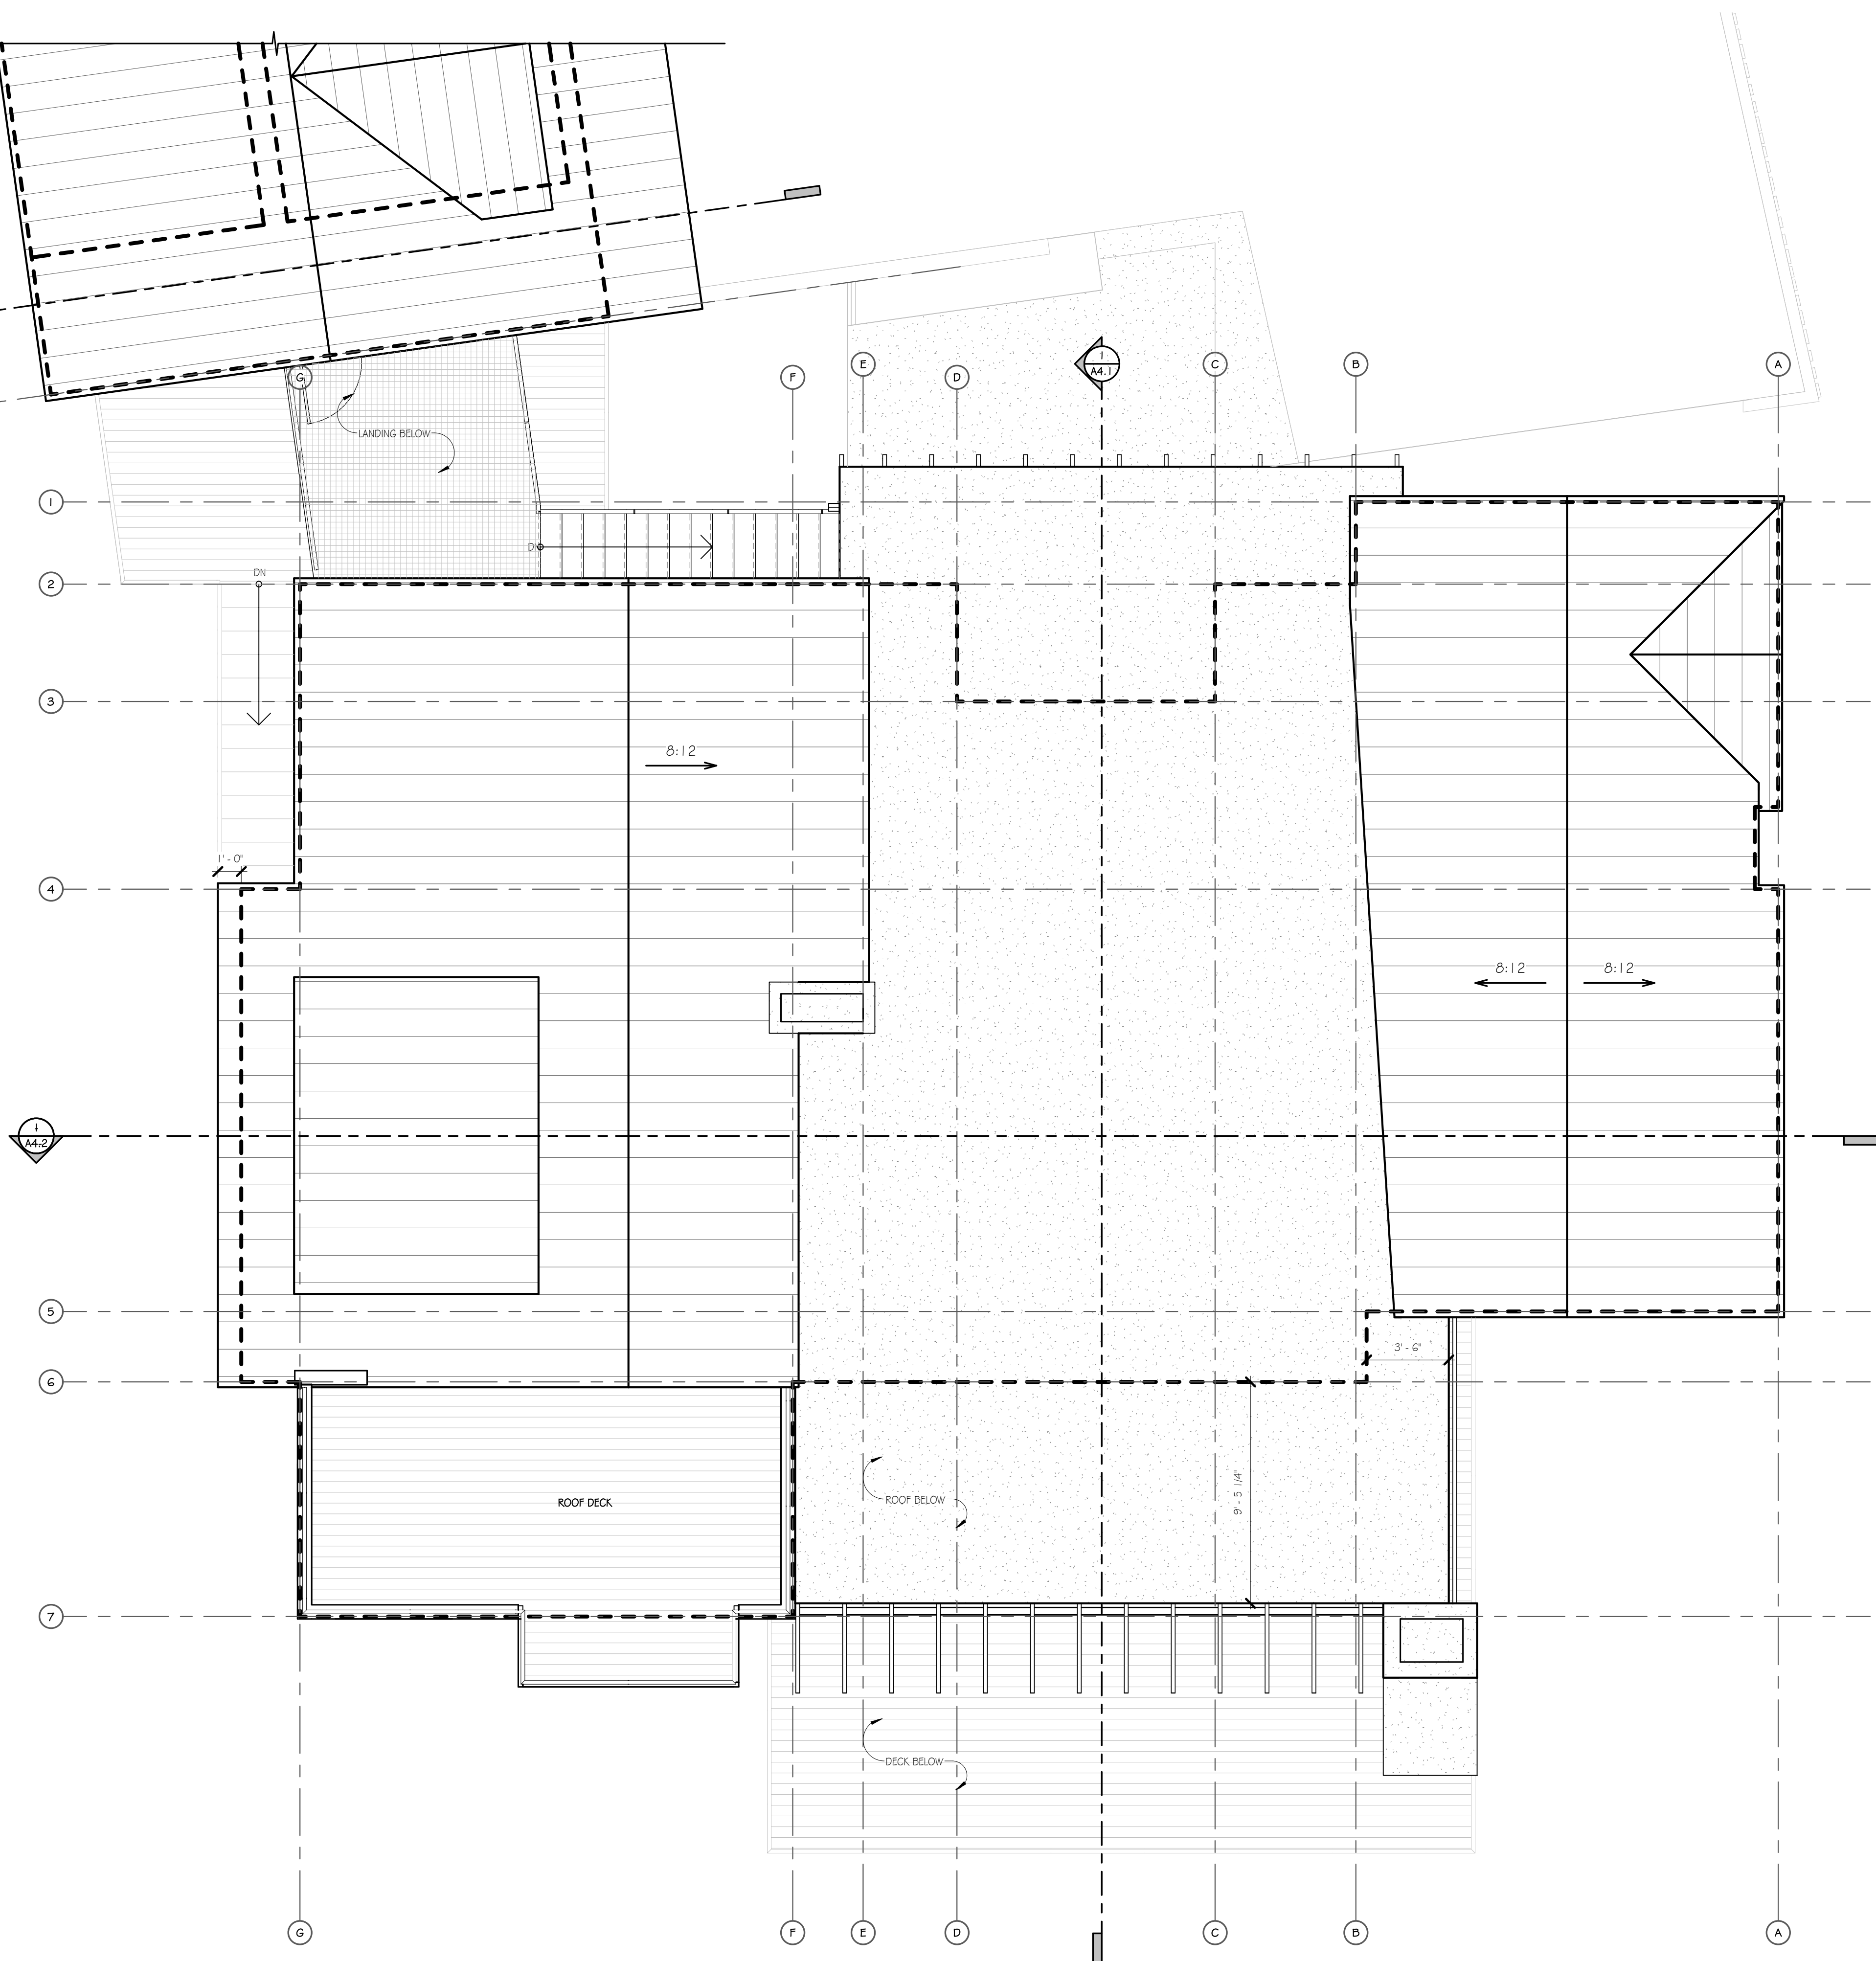 1
A4.1
G
F
E
D
C
B
A
LANDING BELOW
1
DN
DN
2
3
8:12
1' - 0"
4
8:12
8:12
1
A4.2
5
3' - 6"
6
9' - 5 1/4"
ROOF BELOW
ROOF DECK
7
DECK BELOW
G
F
E
D
C
B
A